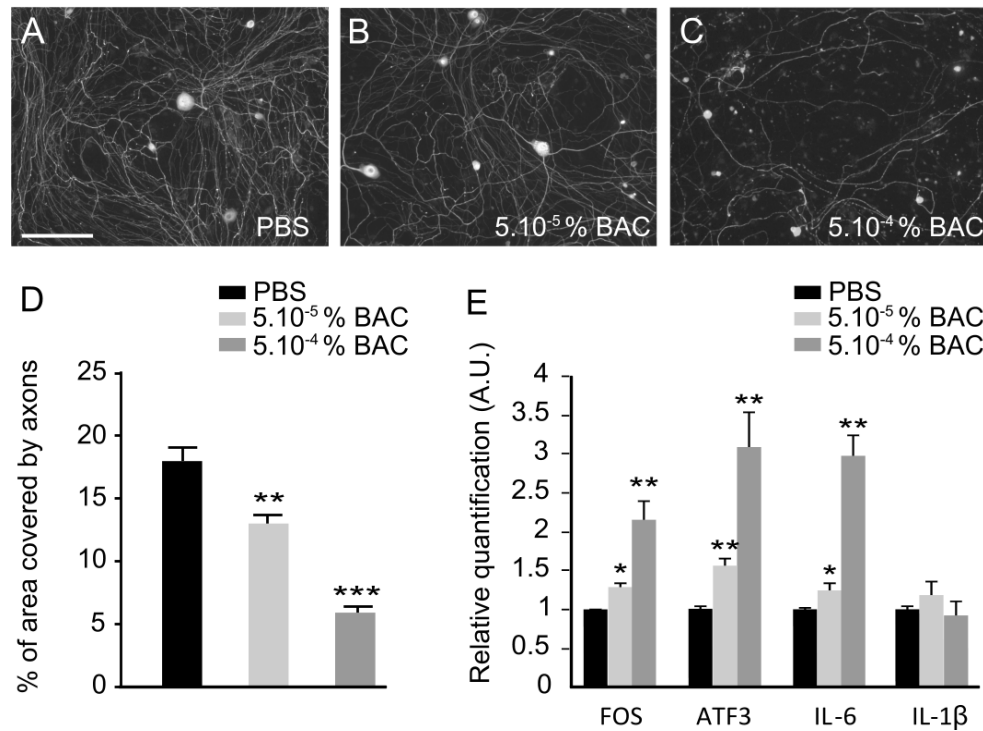 A
PBS
B
5.10⁻⁵ % BAC
C
5.10⁻⁴ % BAC
D
PBS
5.10⁻⁵ % BAC
5.10⁻⁴ % BAC
% of area covered by axons
25
20
15
10
5
0
**
***
E
PBS
5.10⁻⁵ % BAC
5.10⁻⁴ % BAC
Relative quantification (A.U.)
4
3.5
3
2.5
2
1.5
1
0.5
0
*
**
**
**
*
**
FOS ATF3 IL-6 IL-1β